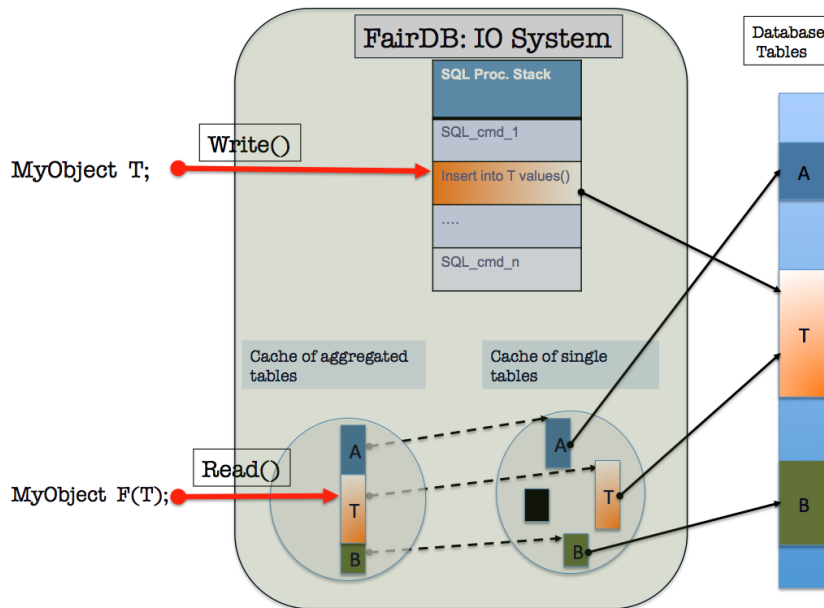 FairDB: IO System
Database
Tables
SQL Proc. Stack
SQL_cmd_1
Write()
MyObject T;
Insert into T values()
A
....
SQL_cmd_n
T
Cache of aggregated
tables
Cache of single
tables
A
A
Read()
MyObject F(T);
T
T
B
B
B